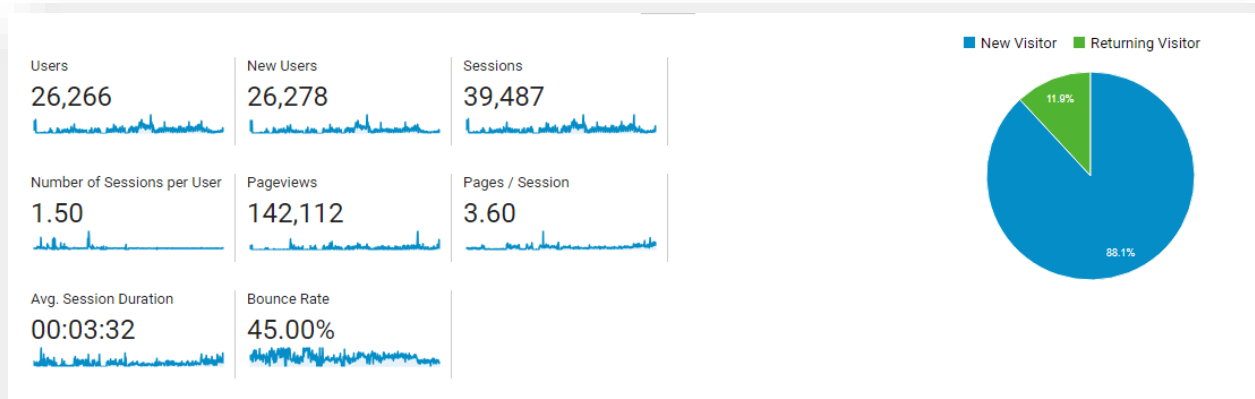 New Visitor Returning Visitor
Users New Users Sessions
26,266 26,278 39,487
11.9%
Number of Sessions per User Pageviews Pages / Session
1.50 142,112 3.60
88.1%
Avg. Session Duration Bounce Rate
00:03:32 45.00%